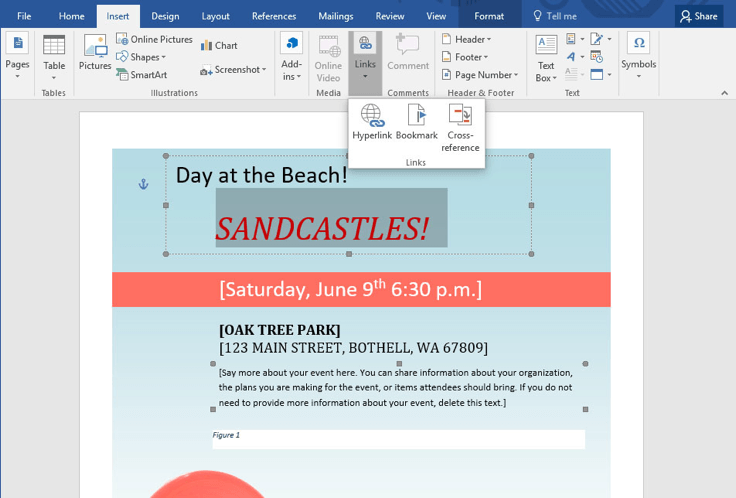 File Home Insert Design Layout References Mailings Review View Format Tell me Share
Pages Table Pictures Online Pictures Shapes SmartArt Chart Screenshot Add-ins Online Video Links Comment Header Footer Page Number Text Box Symbols
Tables Illustrations Media Comments Header & Footer Text
Hyperlink Bookmark Cross-reference
Links
Day at the Beach!
SANDCASTLES!
[Saturday, June 9th 6:30 p.m.]
[OAK TREE PARK]
[123 MAIN STREET, BOTHELL, WA 67809]
[Say more about your event here. You can share information about your organization,
the plans you are making for the event, or items attendees should bring. If you do not
need to provide more information about your event, delete this text.]
Figure 1